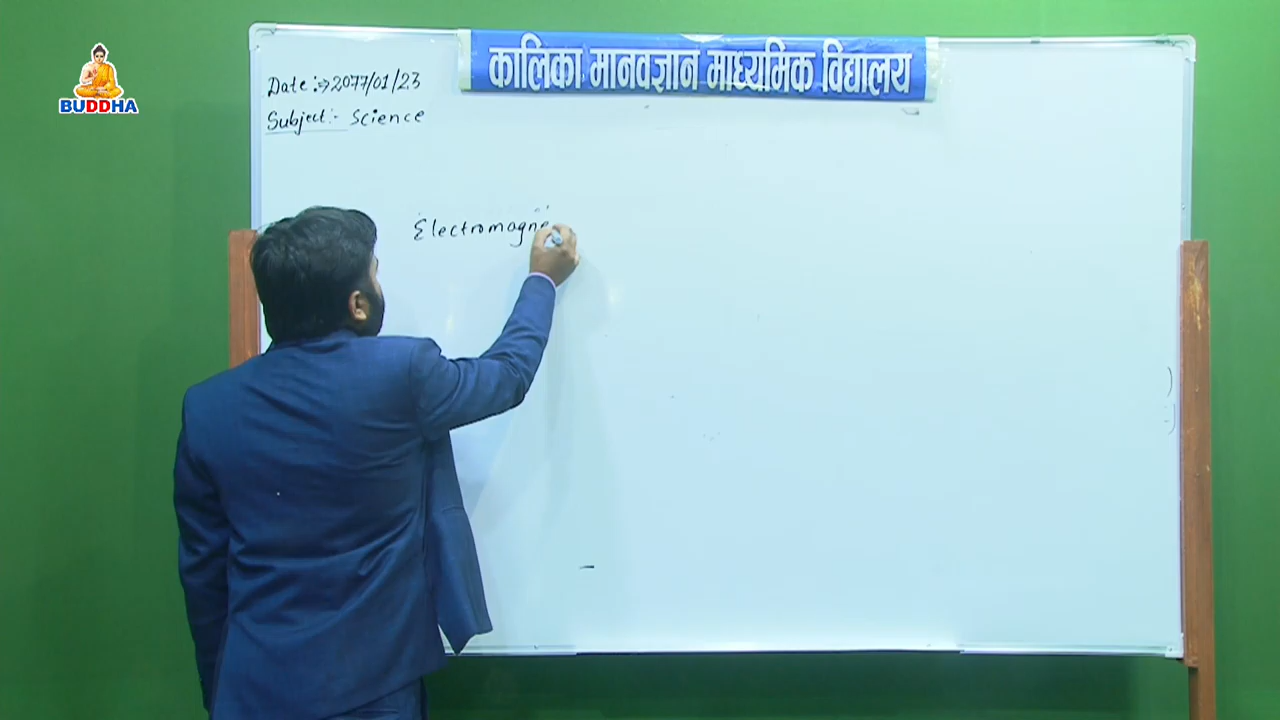 BUDDHA
कालिका मानवज्ञान माध्यमिक विद्यालय
Date :⇒ 2077/01/23
Subject :- Science
Electromagne